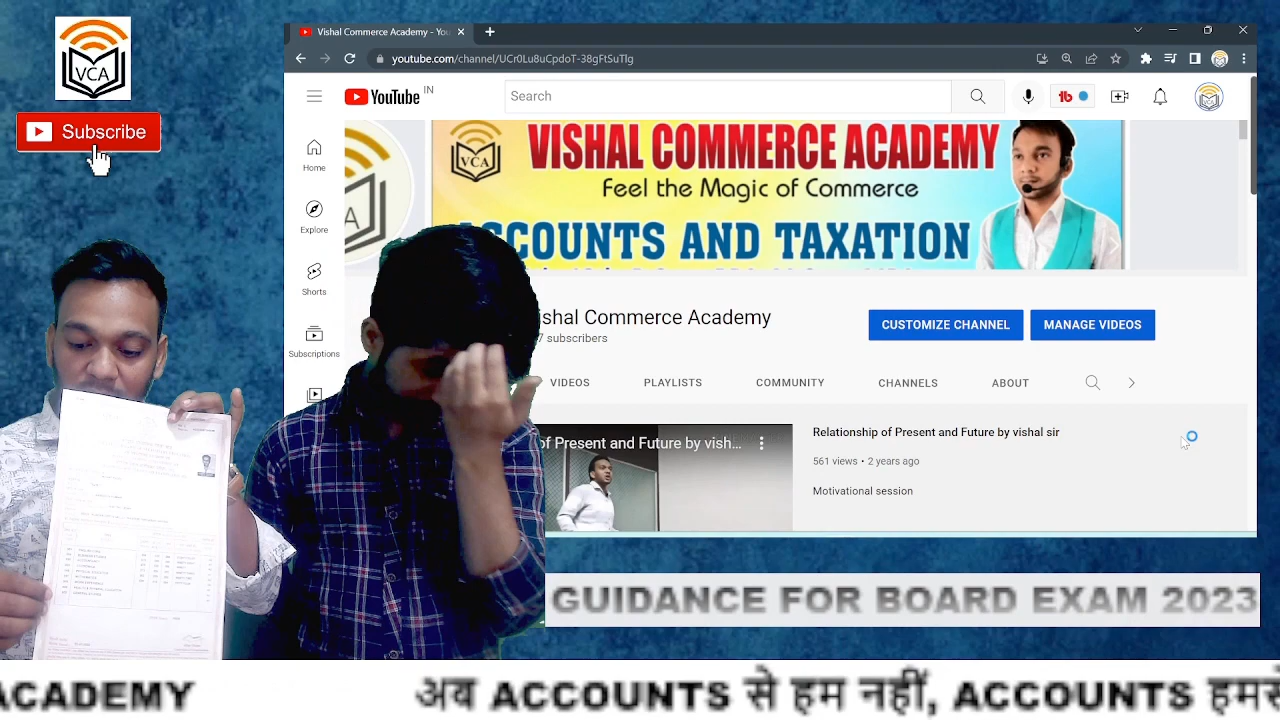 VCA
Subscribe
Vishal Commerce Academy - You
youtube.com/channel/UCr0Lu8uCpdoT-38gFtSuTlg
YouTube IN
Search
Home
Explore
Shorts
Subscriptions
VCA
VISHAL COMMERCE ACADEMY
Feel the Magic of Commerce
ACCOUNTS AND TAXATION
shal Commerce Academy
7 subscribers
CUSTOMIZE CHANNEL
MANAGE VIDEOS
VIDEOS
PLAYLISTS
COMMUNITY
CHANNELS
ABOUT
of Present and Future by vish...
Relationship of Present and Future by vishal sir
561 views • 2 years ago
Motivational session
GUIDANCE FOR BOARD EXAM 2023
ACADEMY
अब ACCOUNTS से हम नहीं, ACCOUNTS हमसे